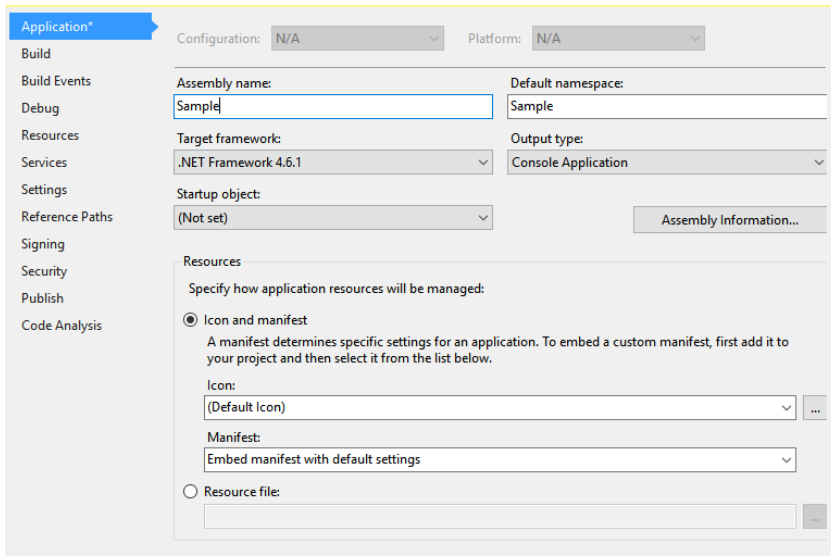 Application*
Build
Build Events
Debug
Resources
Services
Settings
Reference Paths
Signing
Security
Publish
Code Analysis
Configuration: N/A Platform: N/A
Assembly name: Default namespace:
Sample Sample
Target framework: Output type:
.NET Framework 4.6.1 Console Application
Startup object:
(Not set) Assembly Information...
Resources
Specify how application resources will be managed:
Icon and manifest
A manifest determines specific settings for an application. To embed a custom manifest, first add it to
your project and then select it from the list below.
Icon:
(Default Icon) ...
Manifest:
Embed manifest with default settings
Resource file:
...